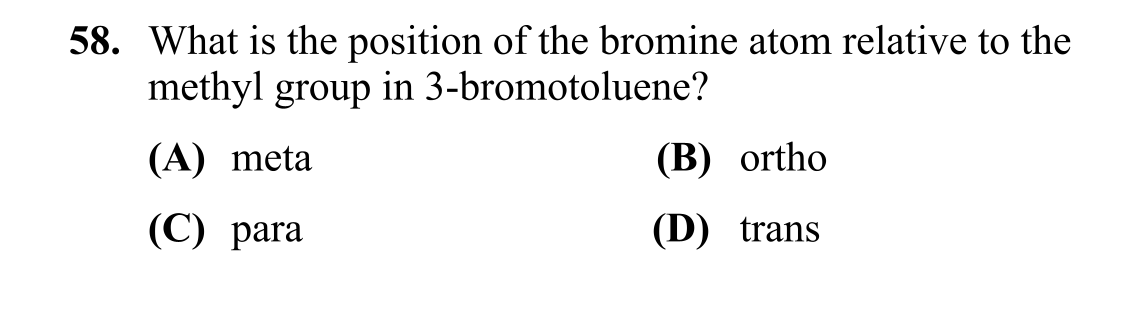 58. What is the position of the bromine atom relative to the
methyl group in 3-bromotoluene?
(A) meta (B) ortho
(C) para (D) trans